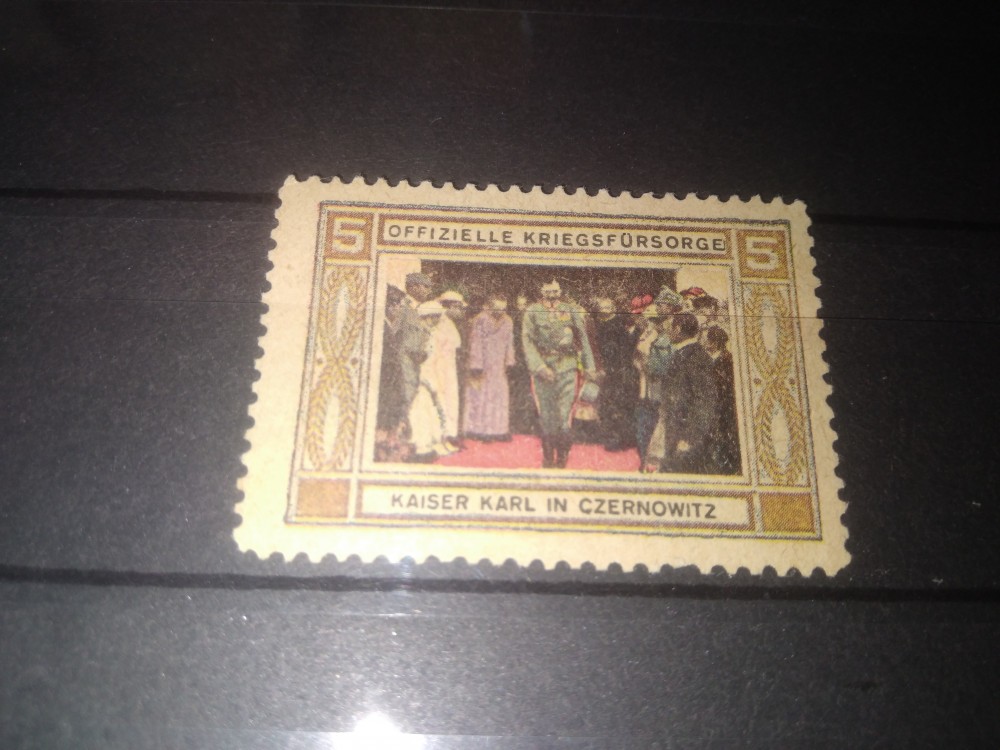 5 OFFIZIELLE KRIEGSFÜRSORGE 5
KAISER KARL IN CZERNOWITZ